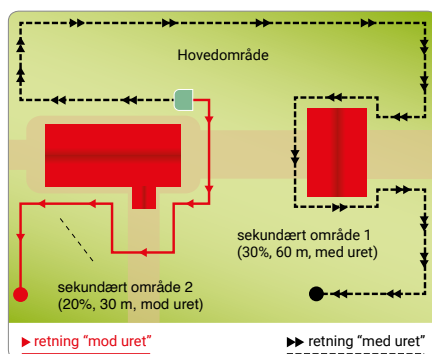 Hovedområde
sekundært område 1
(30%, 60 m, med uret)
sekundært område 2
(20%, 30 m, mod uret)
retning "mod uret"
retning "med uret"